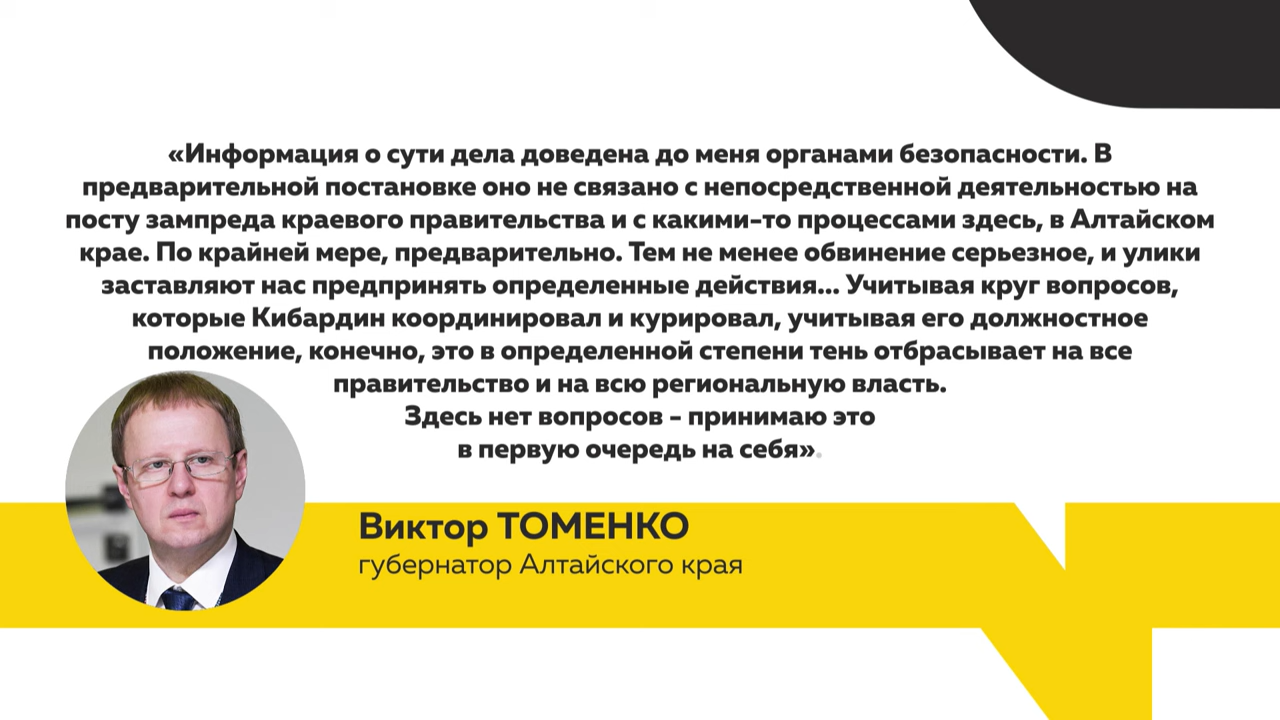 «Информация о сути дела доведена до меня органами безопасности. В
предварительной постановке оно не связано с непосредственной деятельностью на
посту зампреда краевого правительства и с какими-то процессами здесь, в Алтайском
крае. По крайней мере, предварительно. Тем не менее обвинение серьезное, и улики
заставляют нас предпринять определенные действия... Учитывая круг вопросов,
которые Кибардин координировал и курировал, учитывая его должностное
положение, конечно, это в определенной степени тень отбрасывает на все
правительство и на всю региональную власть.
Здесь нет вопросов - принимаю это
в первую очередь на себя».
Виктор ТОМЕНКО
губернатор Алтайского края